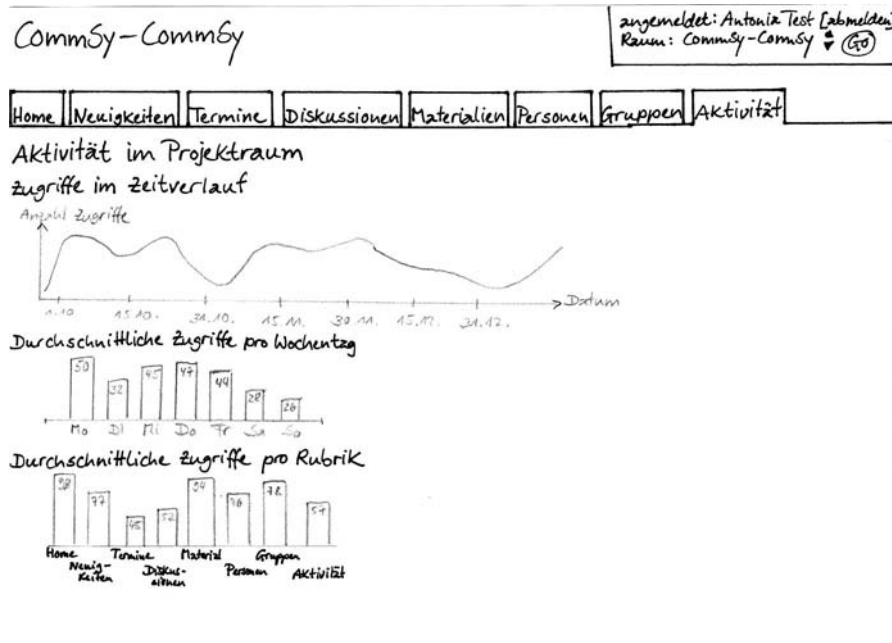 CommSy-CommSy
angemeldet: Antonia Test [abmelden]
Raum: CommSy-CommSy GO
Home Neuigkeiten Termine Diskussionen Materialien Personen Gruppen Aktivität
Aktivität im Projektraum
Zugriffe im Zeitverlauf
Anzahl Zugriffe
Datum
1.10 15.10. 31.10. 15.11. 30.11. 15.12. 31.12.
Durchschnittliche Zugriffe pro Wochentag
50 32 45 47 44 28 26
Mo Di Mi Do Fr Sa So
Durchschnittliche Zugriffe pro Rubrik
98 77 45 52 94 76 78 57
Home Termine Material Gruppen
Neuig- Diskus- Personen Aktivität
keiten